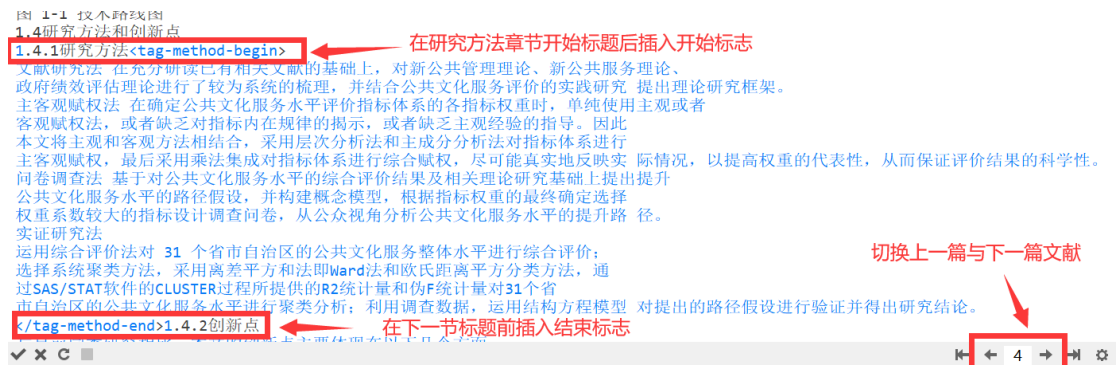 图 1-1 技术路线图
1.4研究方法和创新点
1.4.1研究方法<tag-method-begin>
在研究方法章节开始标题后插入开始标志
文献研究法 在充分研读已有相关文献的基础上，对新公共管理理论、新公共服务理论、
政府绩效评估理论进行了较为系统的梳理，并结合公共文化服务评价的实践研究 提出理论研究框架。
主客观赋权法 在确定公共文化服务水平评价指标体系的各指标权重时，单纯使用主观或者
客观赋权法，或者缺乏对指标内在规律的揭示，或者缺乏主观经验的指导。因此
本文将主观和客观方法相结合，采用层次分析法和主成分分析法对指标体系进行
主客观赋权，最后采用乘法集成对指标体系进行综合赋权，尽可能真实地反映实 际情况，以提高权重的代表性，从而保证评价结果的科学性。
问卷调查法 基于对公共文化服务水平的综合评价结果及相关理论研究基础上提出提升
公共文化服务水平的路径假设，并构建概念模型，根据指标权重的最终确定选择
权重系数较大的指标设计调查问卷，从公众视角分析公共文化服务水平的提升路 径。
实证研究法
运用综合评价法对 31 个省市自治区的公共文化服务整体水平进行综合评价；
切换上一篇与下一篇文献
选择系统聚类方法，采用离差平方和法即Ward法和欧氏距离平方分类方法，通
过SAS/STAT软件的CLUSTER过程所提供的R2统计量和伪F统计量对31个省
市自治区的公共文化服务水平进行聚类分析；利用调查数据，运用结构方程模型 对提出的路径假设进行验证并得出研究结论。
</tag-method-end>1.4.2创新点
在下一节标题前插入结束标志
4